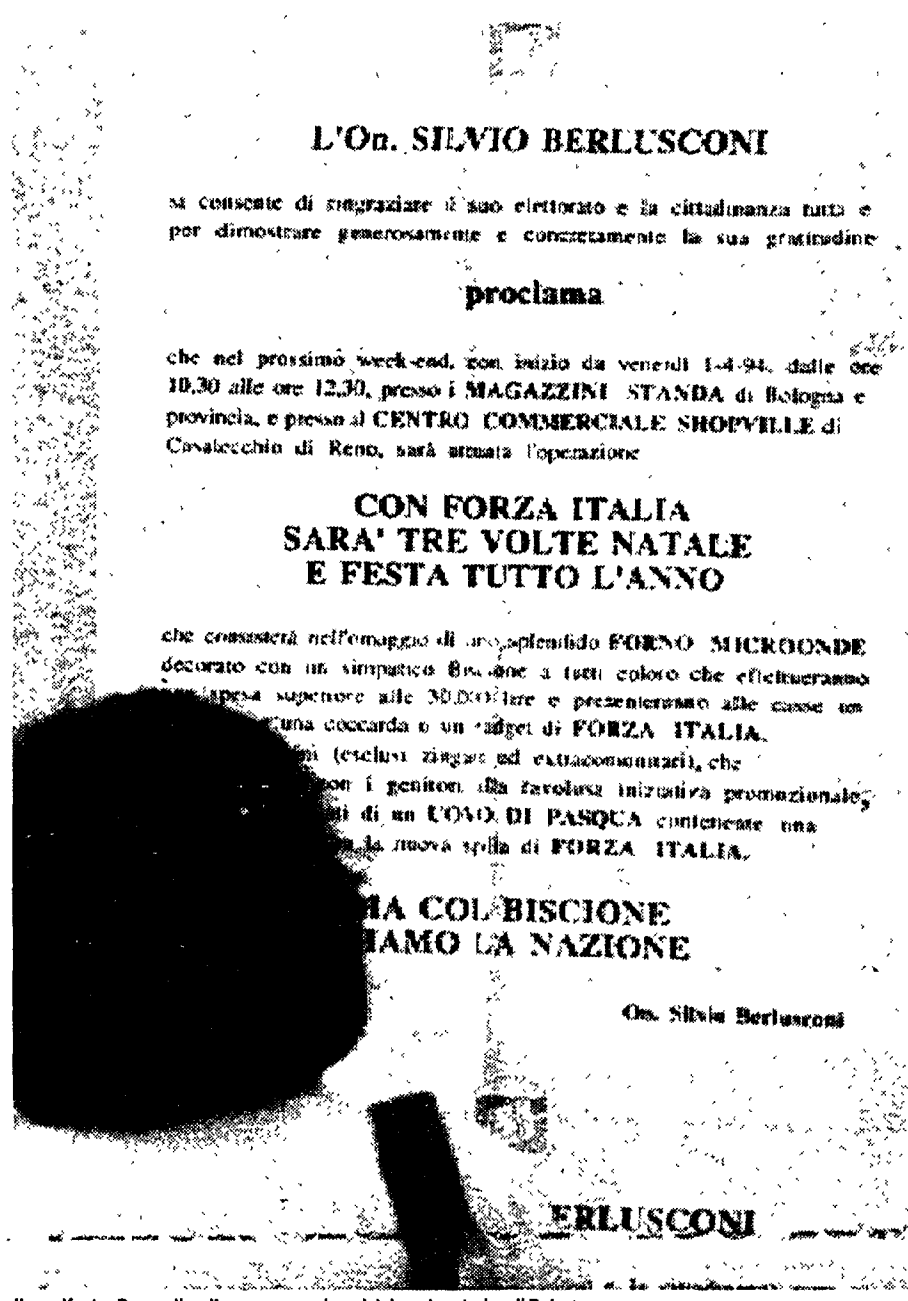 L'On. SILVIO BERLUSCONI
si consente di ringraziare il suo elettorato e la cittadinanza tutta e
per dimostrare generosamente e concretamente la sua gratitudine
proclama
che nel prossimo week-end, con inizio da venerdì 1-4-94, dalle ore
10,30 alle ore 12,30, presso i MAGAZZINI STANDA di Bologna e
provincia, e presso il CENTRO COMMERCIALE SHOPVILLE di
Casalecchio di Reno, sarà attuata l'operazione
CON FORZA ITALIA
SARA' TRE VOLTE NATALE
E FESTA TUTTO L'ANNO
che consisterà nell'omaggio di uno splendido FORNO MICROONDE
decorato con un simpatico Biscione a tutti coloro che effettueranno
spesa superiore alle 30.000 lire e presenteranno alle casse un
una coccarda o un gadget di FORZA ITALIA.
(esclusi zingari ed extracomunitari), che
con i genitori alla favolosa iniziativa promozionale,
di un UOVO DI PASQUA contenente una
la nuova spilla di FORZA ITALIA.
COL BISCIONE
LA NAZIONE
On. Silvio Berlusconi
ERLUSCONI